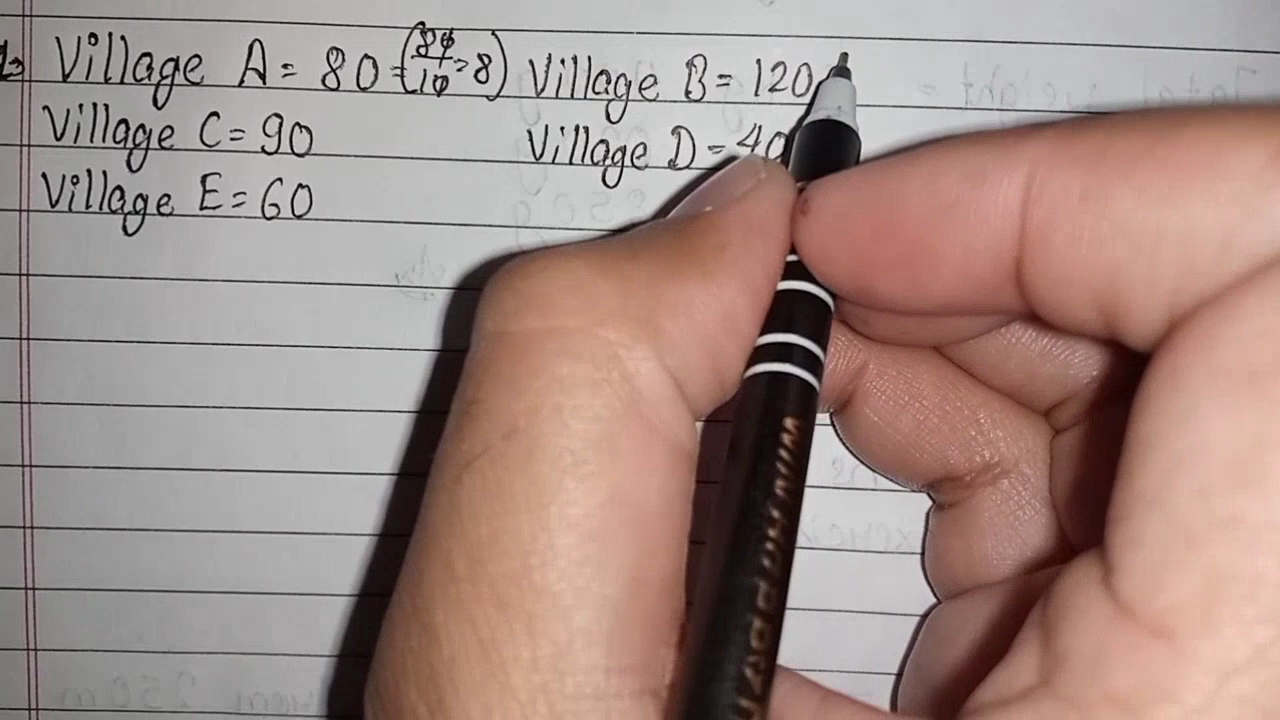 Village A = 80 = (80/10 = 8) Village B = 120
Village C = 90 Village D = 40
Village E = 60